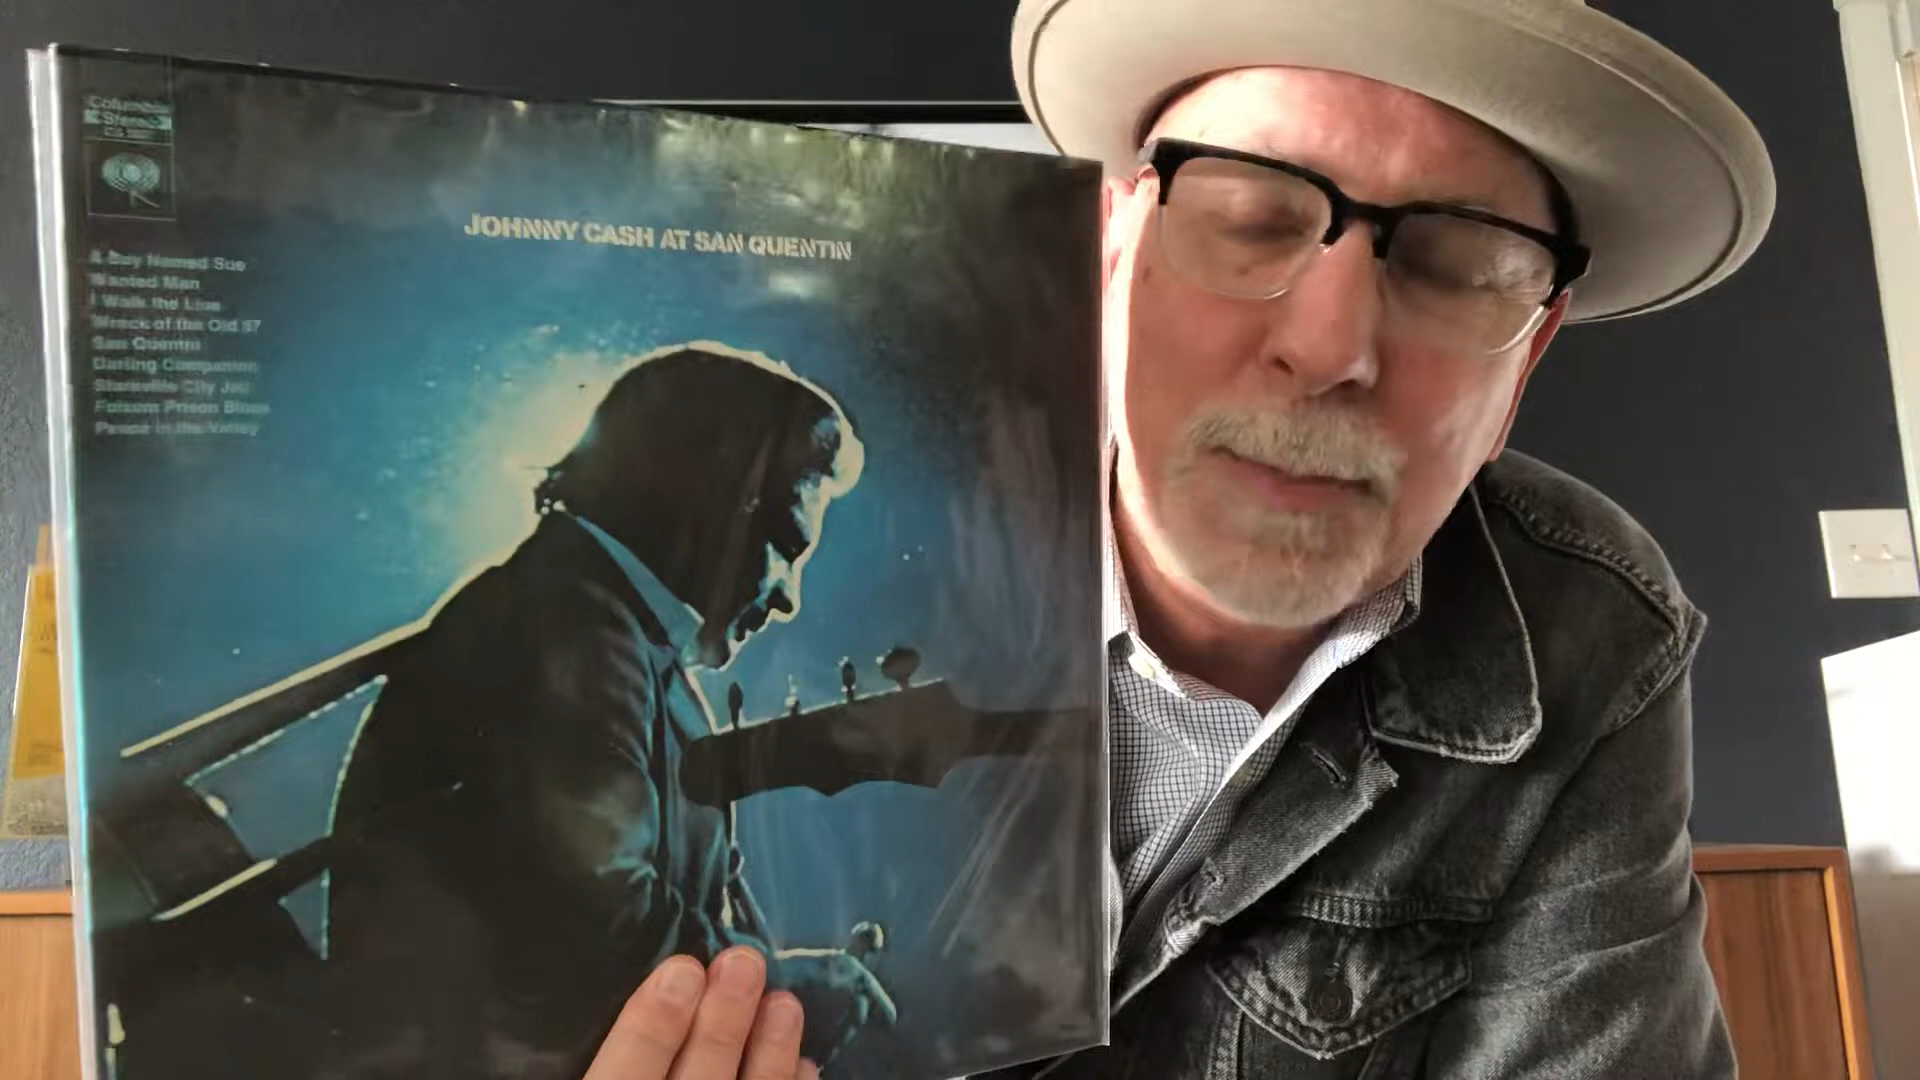 Columbia
Stereo
JOHNNY CASH AT SAN QUENTIN
A Boy Named Sue
Wanted Man
I Walk the Line
Wreck of the Old 97
San Quentin
Darling Companion
Starkville City Jail
Folsom Prison Blues
Peace in the Valley